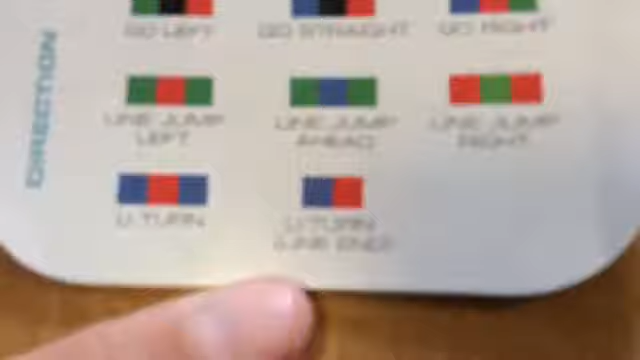 GO LEFT
GO STRAIGHT
GO RIGHT
DIRECTION
LINE JUMP
LEFT
LINE JUMP
AHEAD
LINE JUMP
RIGHT
U-TURN
U-TURN
(LINE END)